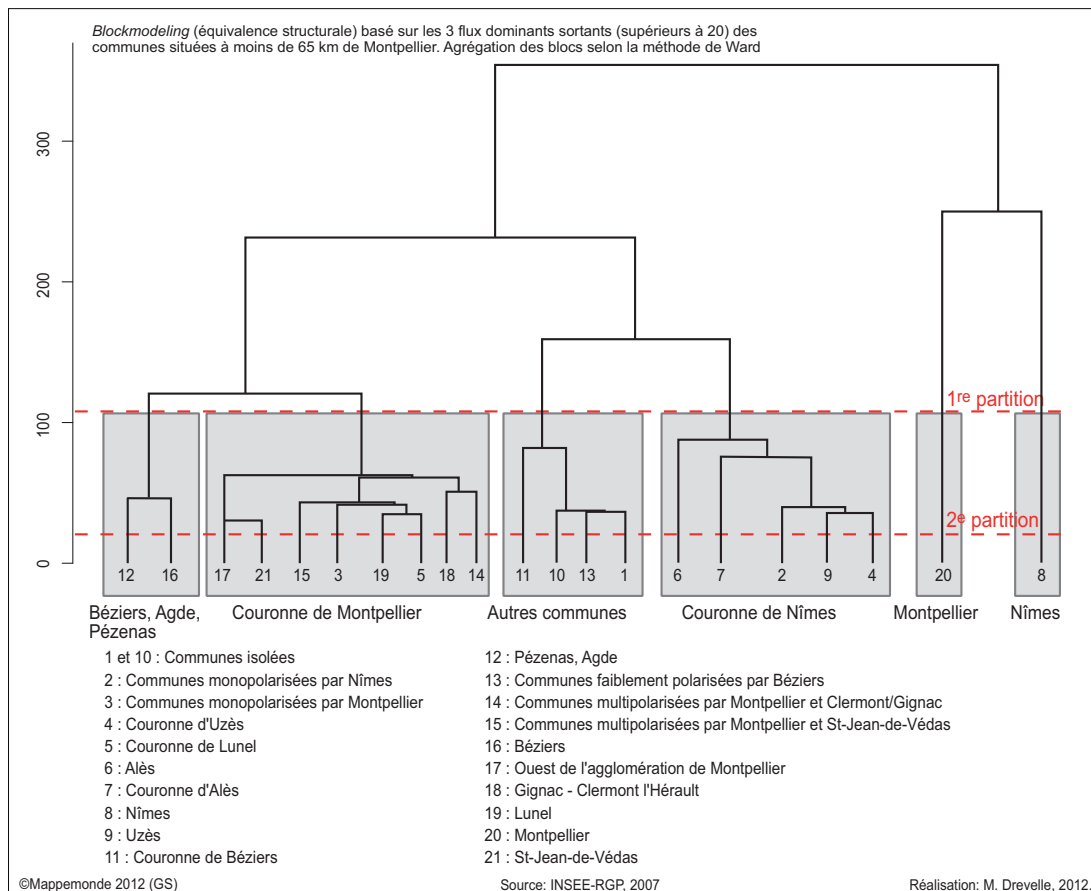 Blockmodeling (équivalence structurale) basé sur les 3 flux dominants sortants (supérieurs à 20) des
communes situées à moins de 65 km de Montpellier. Agrégation des blocs selon la méthode de Ward
300
200
100
0
1re partition
2e partition
12 16 17 21 15 3 19 5 18 14 11 10 13 1 6 7 2 9 4 20 8
Béziers, Agde,
Pézenas
Couronne de Montpellier
Autres communes
Couronne de Nîmes
Montpellier
Nîmes
1 et 10 : Communes isolées
2 : Communes monopolarisées par Nîmes
3 : Communes monopolarisées par Montpellier
4 : Couronne d'Uzès
5 : Couronne de Lunel
6 : Alès
7 : Couronne d'Alès
8 : Nîmes
9 : Uzès
11 : Couronne de Béziers
12 : Pézenas, Agde
13 : Communes faiblement polarisées par Béziers
14 : Communes multipolarisées par Montpellier et Clermont/Gignac
15 : Communes multipolarisées par Montpellier et St-Jean-de-Védas
16 : Béziers
17 : Ouest de l'agglomération de Montpellier
18 : Gignac - Clermont l'Hérault
19 : Lunel
20 : Montpellier
21 : St-Jean-de-Védas
©Mappemonde 2012 (GS)
Source: INSEE-RGP, 2007
Réalisation: M. Drevelle, 2012.